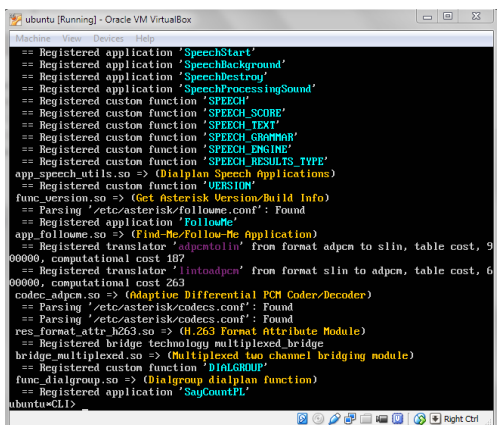 ubuntu [Running] - Oracle VM VirtualBox
Machine View Devices Help
== Registered application 'SpeechStart'
== Registered application 'SpeechBackground'
== Registered application 'SpeechDestroy'
== Registered application 'SpeechProcessingSound'
== Registered custom function 'SPEECH'
== Registered custom function 'SPEECH_SCORE'
== Registered custom function 'SPEECH_TEXT'
== Registered custom function 'SPEECH_GRAMMAR'
== Registered custom function 'SPEECH_ENGINE'
== Registered custom function 'SPEECH_RESULTS_TYPE'
app_speech_utils.so => (Dialplan Speech Applications)
== Registered custom function 'VERSION'
func_version.so => (Get Asterisk Version/Build Info)
== Parsing '/etc/asterisk/followme.conf': Found
== Registered application 'FollowMe'
app_followme.so => (Find-Me/Follow-Me Application)
== Registered translator 'adpcmtolin' from format adpcm to slin, table cost, 9
00000, computational cost 187
== Registered translator 'lintoadpcm' from format slin to adpcm, table cost, 6
00000, computational cost 263
codec_adpcm.so => (Adaptive Differential PCM Coder/Decoder)
== Parsing '/etc/asterisk/codecs.conf': Found
== Parsing '/etc/asterisk/codecs.conf': Found
res_format_attr_h263.so => (H.263 Format Attribute Module)
== Registered bridge technology multiplexed_bridge
bridge_multiplexed.so => (Multiplexed two channel bridging module)
== Registered custom function 'DIALGROUP'
func_dialgroup.so => (Dialgroup dialplan function)
== Registered application 'SayCountPL'
ubuntu*CLI> _
Right Ctrl